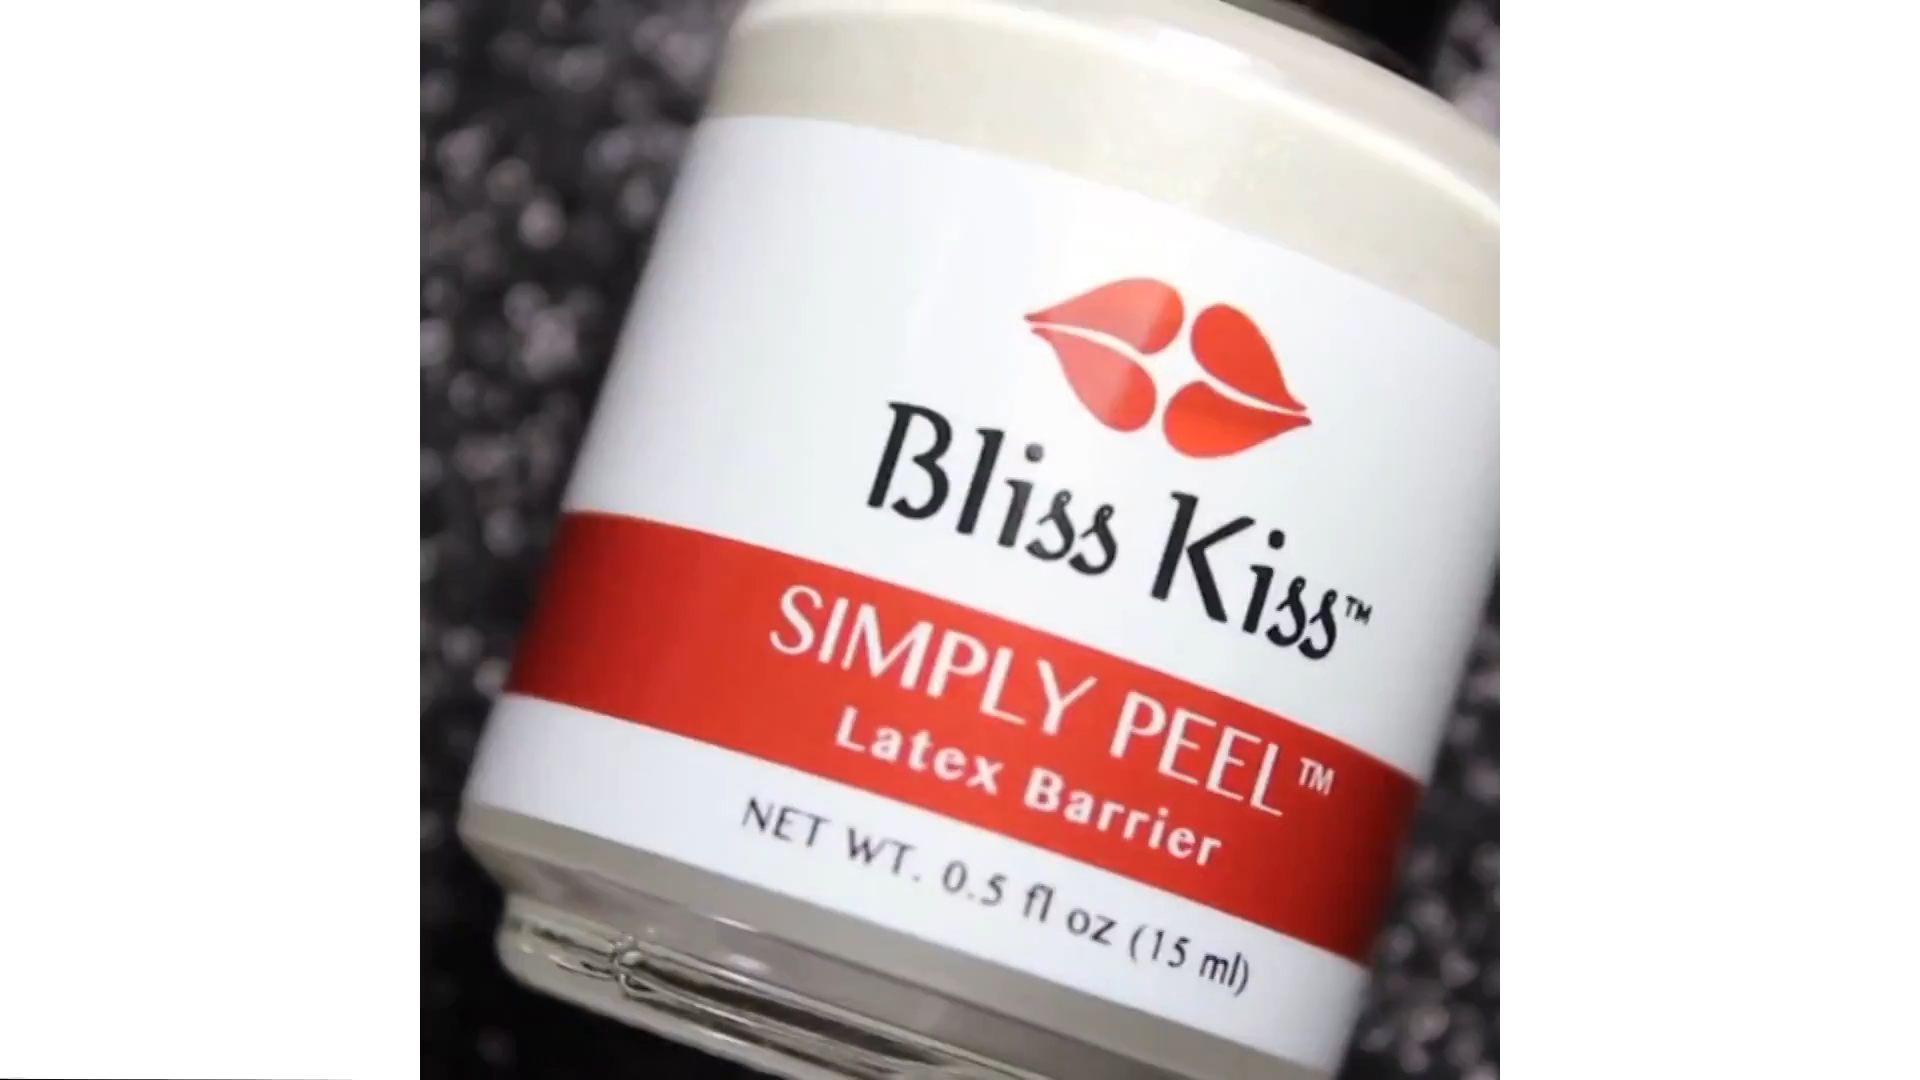 Bliss Kiss™
SIMPLY PEEL™
Latex Barrier
NET WT. 0.5 fl oz (15 ml)